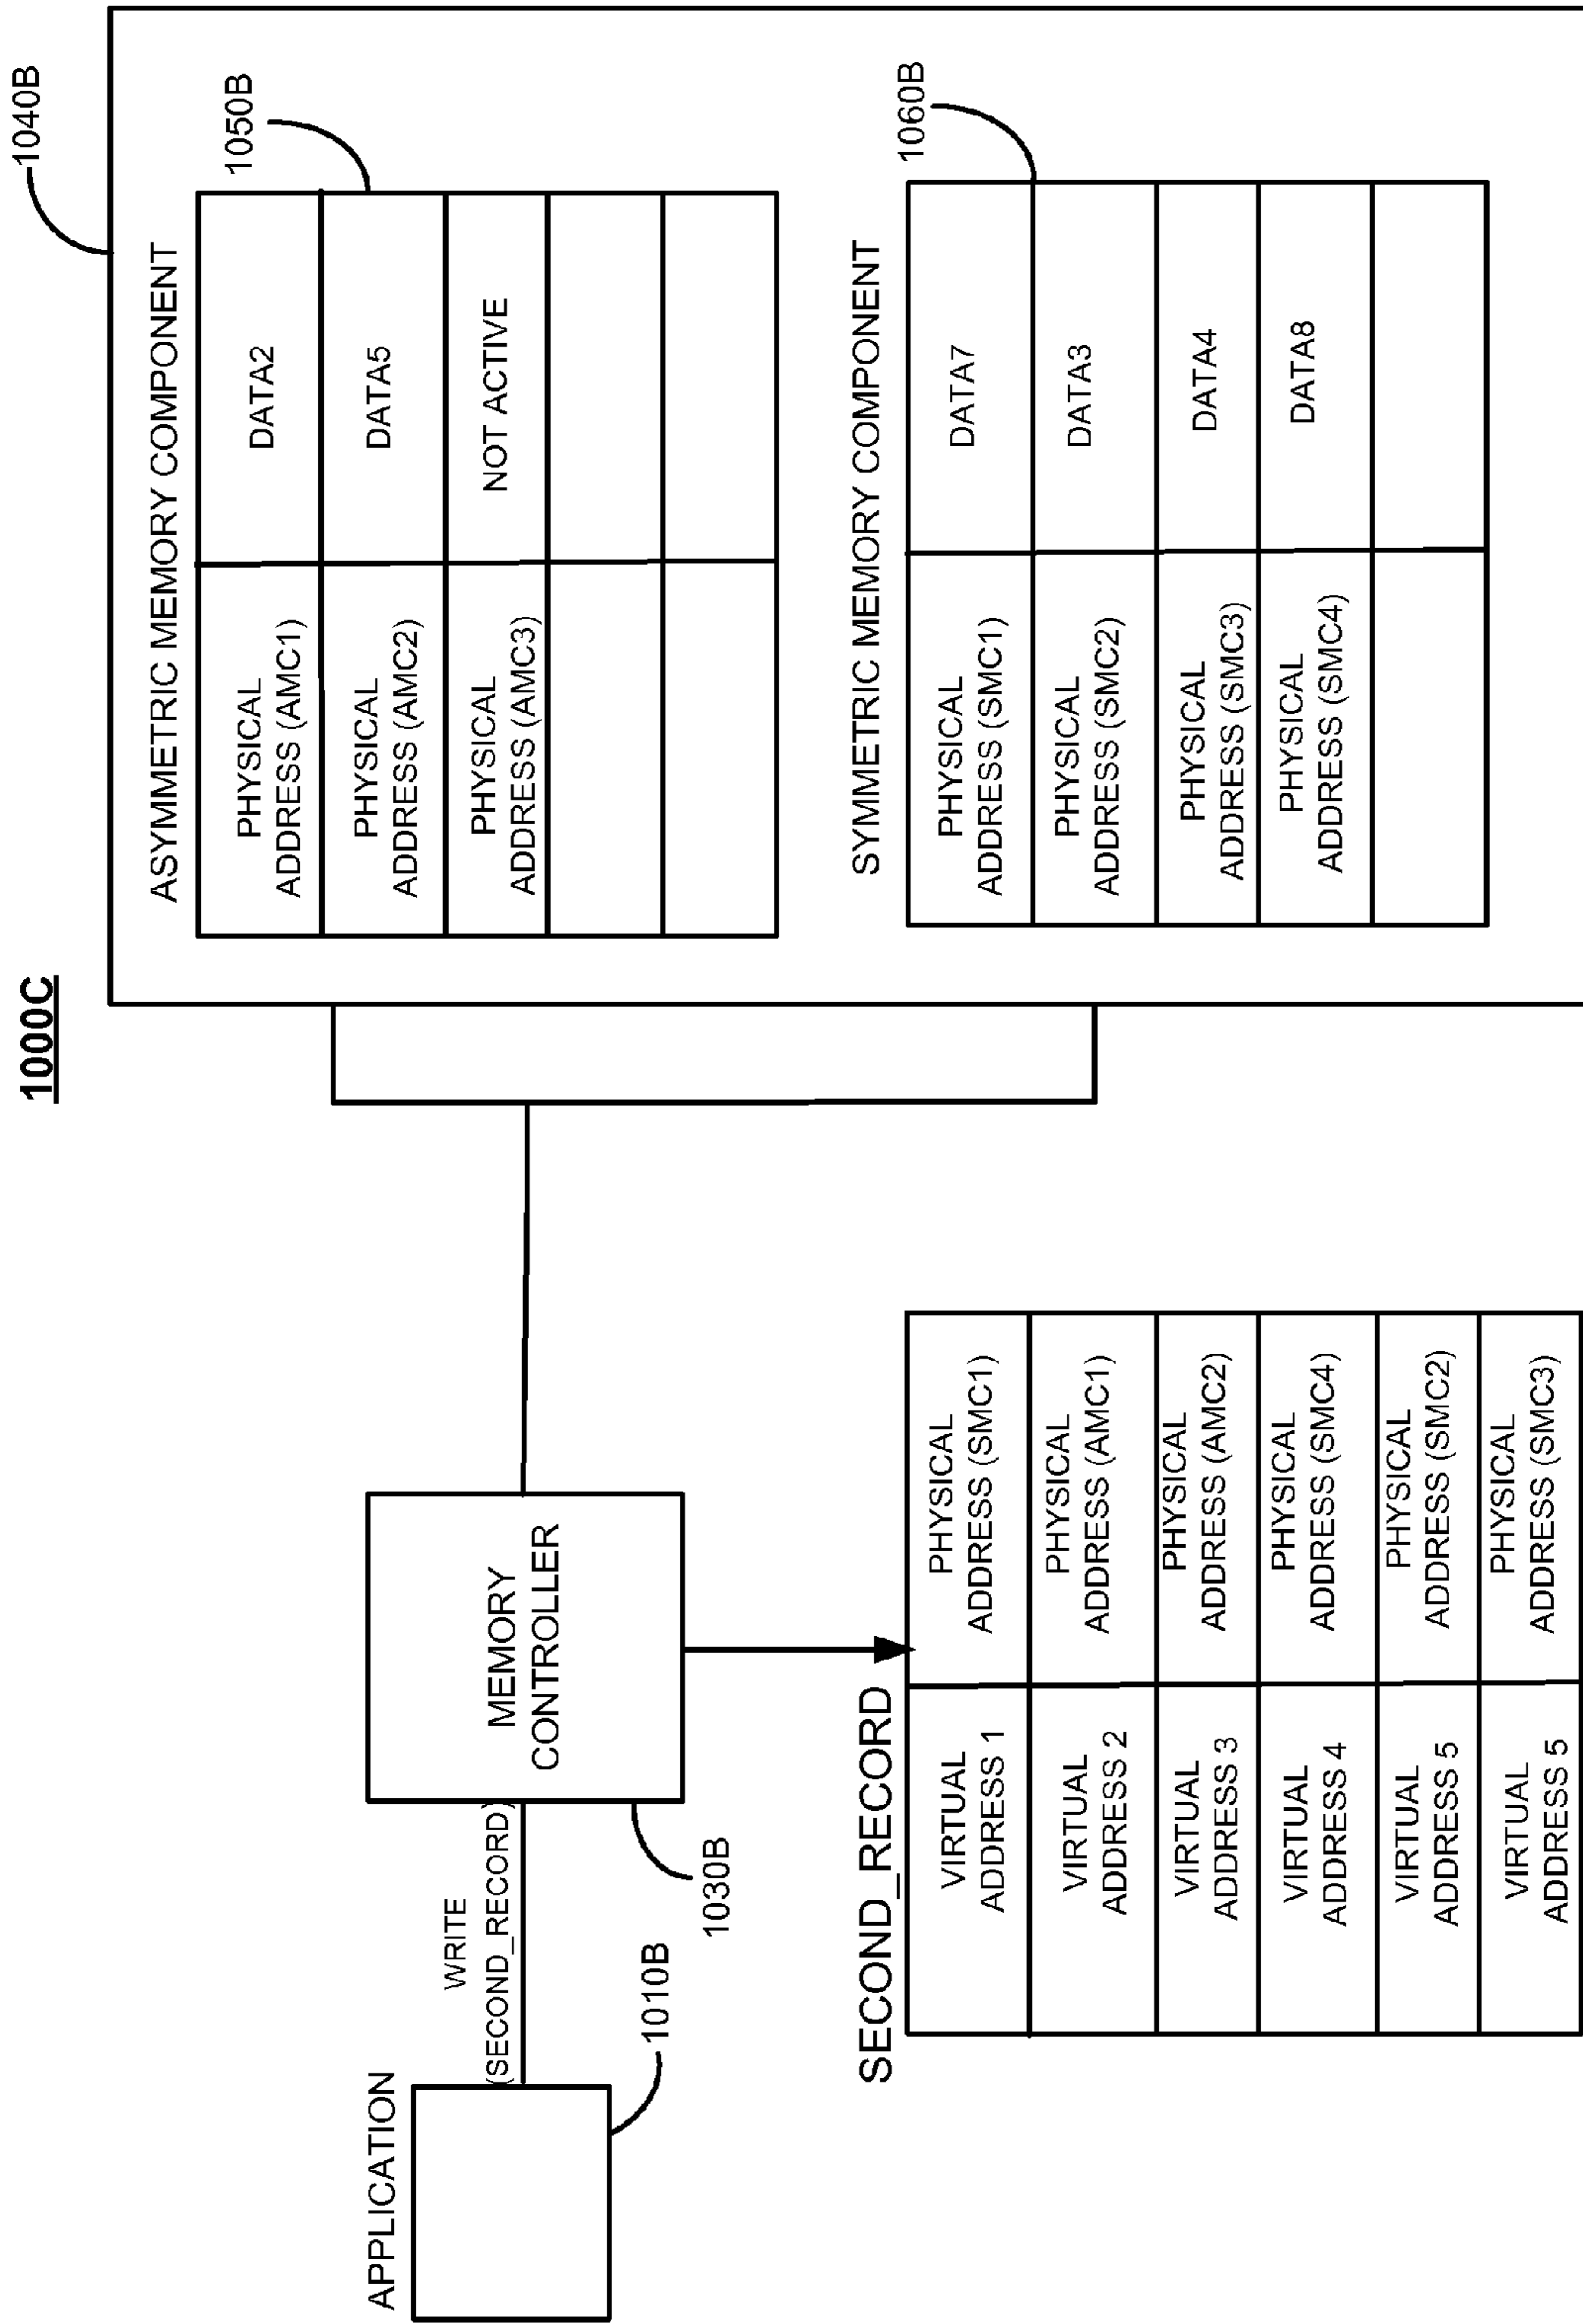 1000C
1040B
ASYMMETRIC MEMORY COMPONENT
PHYSICAL
ADDRESS (AMC1)
DATA2
PHYSICAL
ADDRESS (AMC2)
DATA5
PHYSICAL
ADDRESS (AMC3)
NOT ACTIVE
1050B
SYMMETRIC MEMORY COMPONENT
PHYSICAL
ADDRESS (SMC1)
DATA7
PHYSICAL
ADDRESS (SMC2)
DATA3
PHYSICAL
ADDRESS (SMC3)
DATA4
PHYSICAL
ADDRESS (SMC4)
DATA8
1060B
APPLICATION
1010B
WRITE
(SECOND_RECORD)
MEMORY
CONTROLLER
1030B
SECOND_RECORD
VIRTUAL
ADDRESS 1
PHYSICAL
ADDRESS (SMC1)
VIRTUAL
ADDRESS 2
PHYSICAL
ADDRESS (AMC1)
VIRTUAL
ADDRESS 3
PHYSICAL
ADDRESS (AMC2)
VIRTUAL
ADDRESS 4
PHYSICAL
ADDRESS (SMC4)
VIRTUAL
ADDRESS 5
PHYSICAL
ADDRESS (SMC2)
VIRTUAL
ADDRESS 5
PHYSICAL
ADDRESS (SMC3)